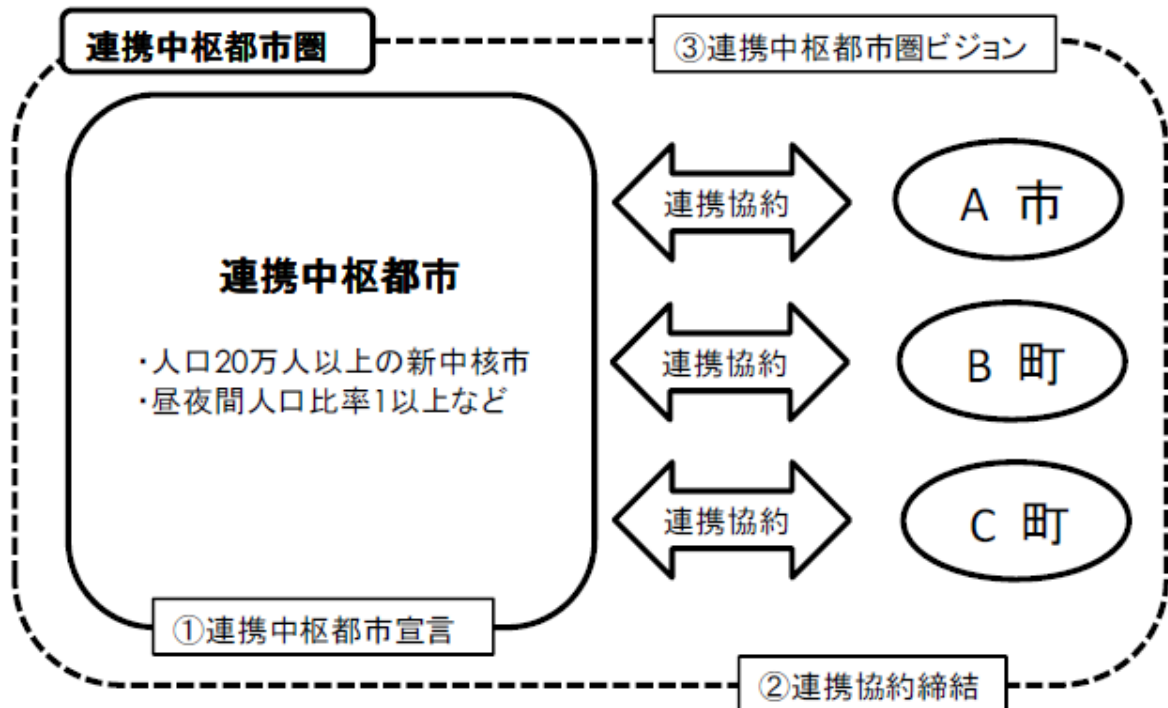 連携中枢都市圏
③連携中枢都市圏ビジョン
連携中枢都市
・人口20万人以上の新中核市
・昼夜間人口比率1以上など
連携協約
A 市
連携協約
B 町
連携協約
C 町
①連携中枢都市宣言
②連携協約締結